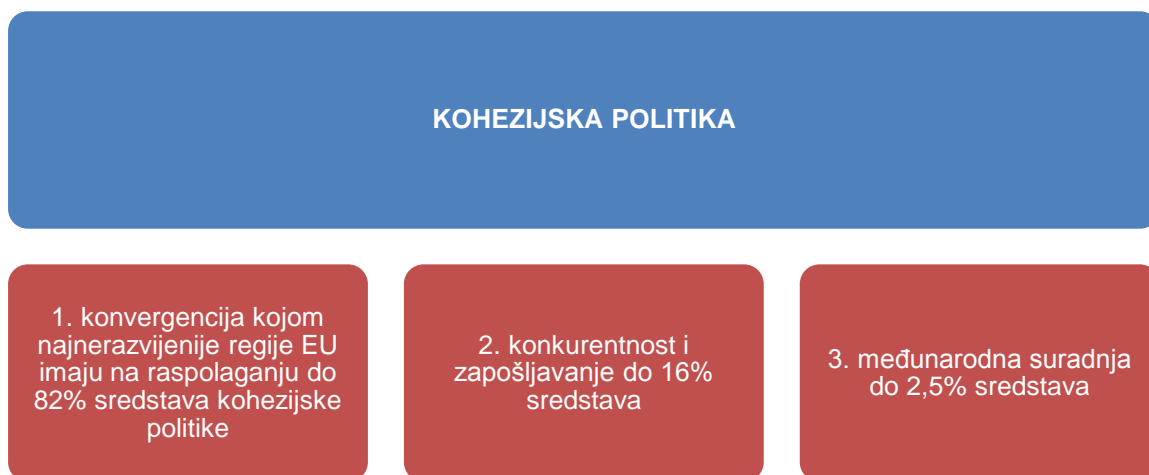 KOHEZIJSKA POLITIKA
1. konvergencija kojom
najnerazvijenije regije EU
imaju na raspolaganju do
82% sredstava kohezijske
politike
2. konkurentnost i
zapošljavanje do 16%
sredstava
3. međunarodna suradnja
do 2,5% sredstava